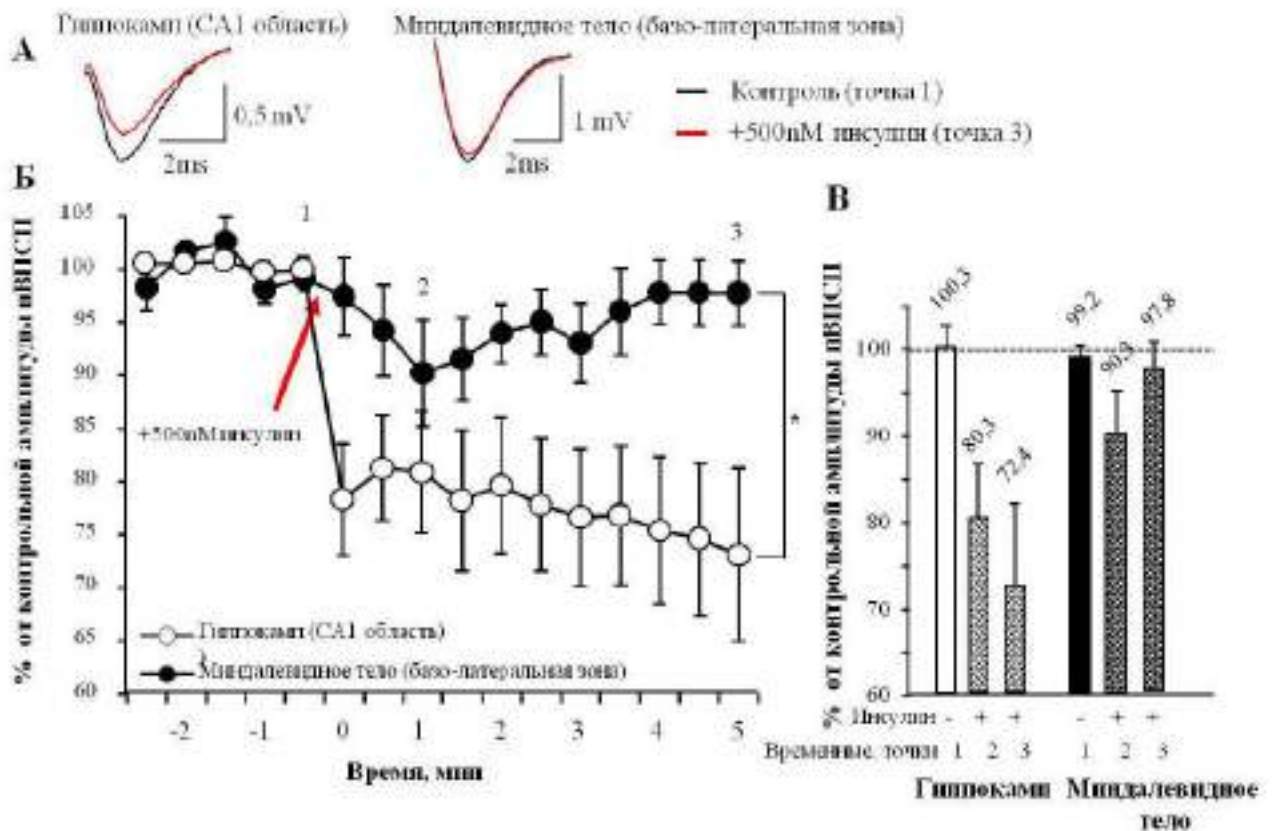 А
Гиппокамп (CA1 область)
Миндалевидное тело (базо-латеральная зона)
0,5 mV
2ms
1 mV
2ms
Контроль (точка 1)
+500nM инсулин (точка 3)
Б
% от контрольной амплитуды пВПСП
105
100
95
90
85
80
75
70
65
60
1
2
3
*
+500nM инсулин
Гиппокамп (CA1 область)
Миндалевидное тело (базо-латеральная зона)
-2 -1 0 1 2 3 4 5
Время, мин
В
% от контрольной амплитуды пВПСП
100
90
80
70
60
100,3
80,3
72,4
99,2
90,3
97,8
Инсулин - + + - + +
Временные точки 1 2 3 1 2 3
Гиппокамп Миндалевидное
тело